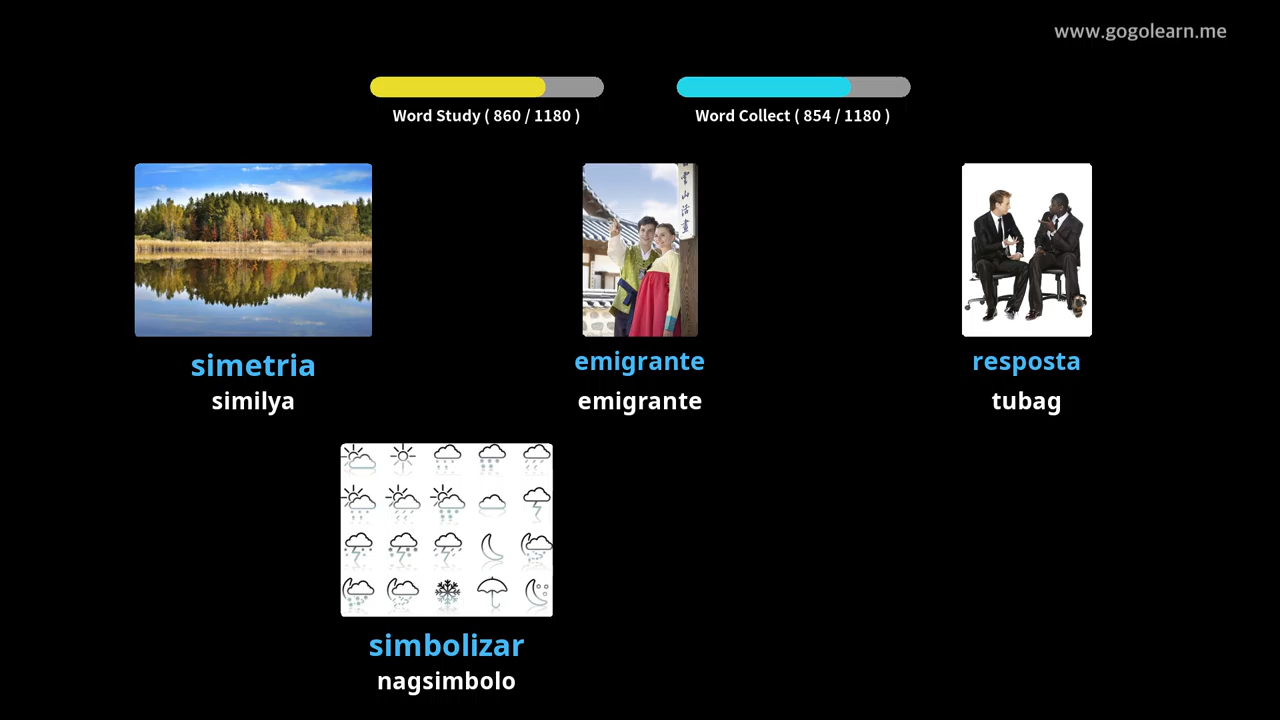 www.gogolearn.me
Word Study ( 860 / 1180 )
Word Collect ( 854 / 1180 )
simetria
similya
emigrante
emigrante
resposta
tubag
simbolizar
nagsimbolo